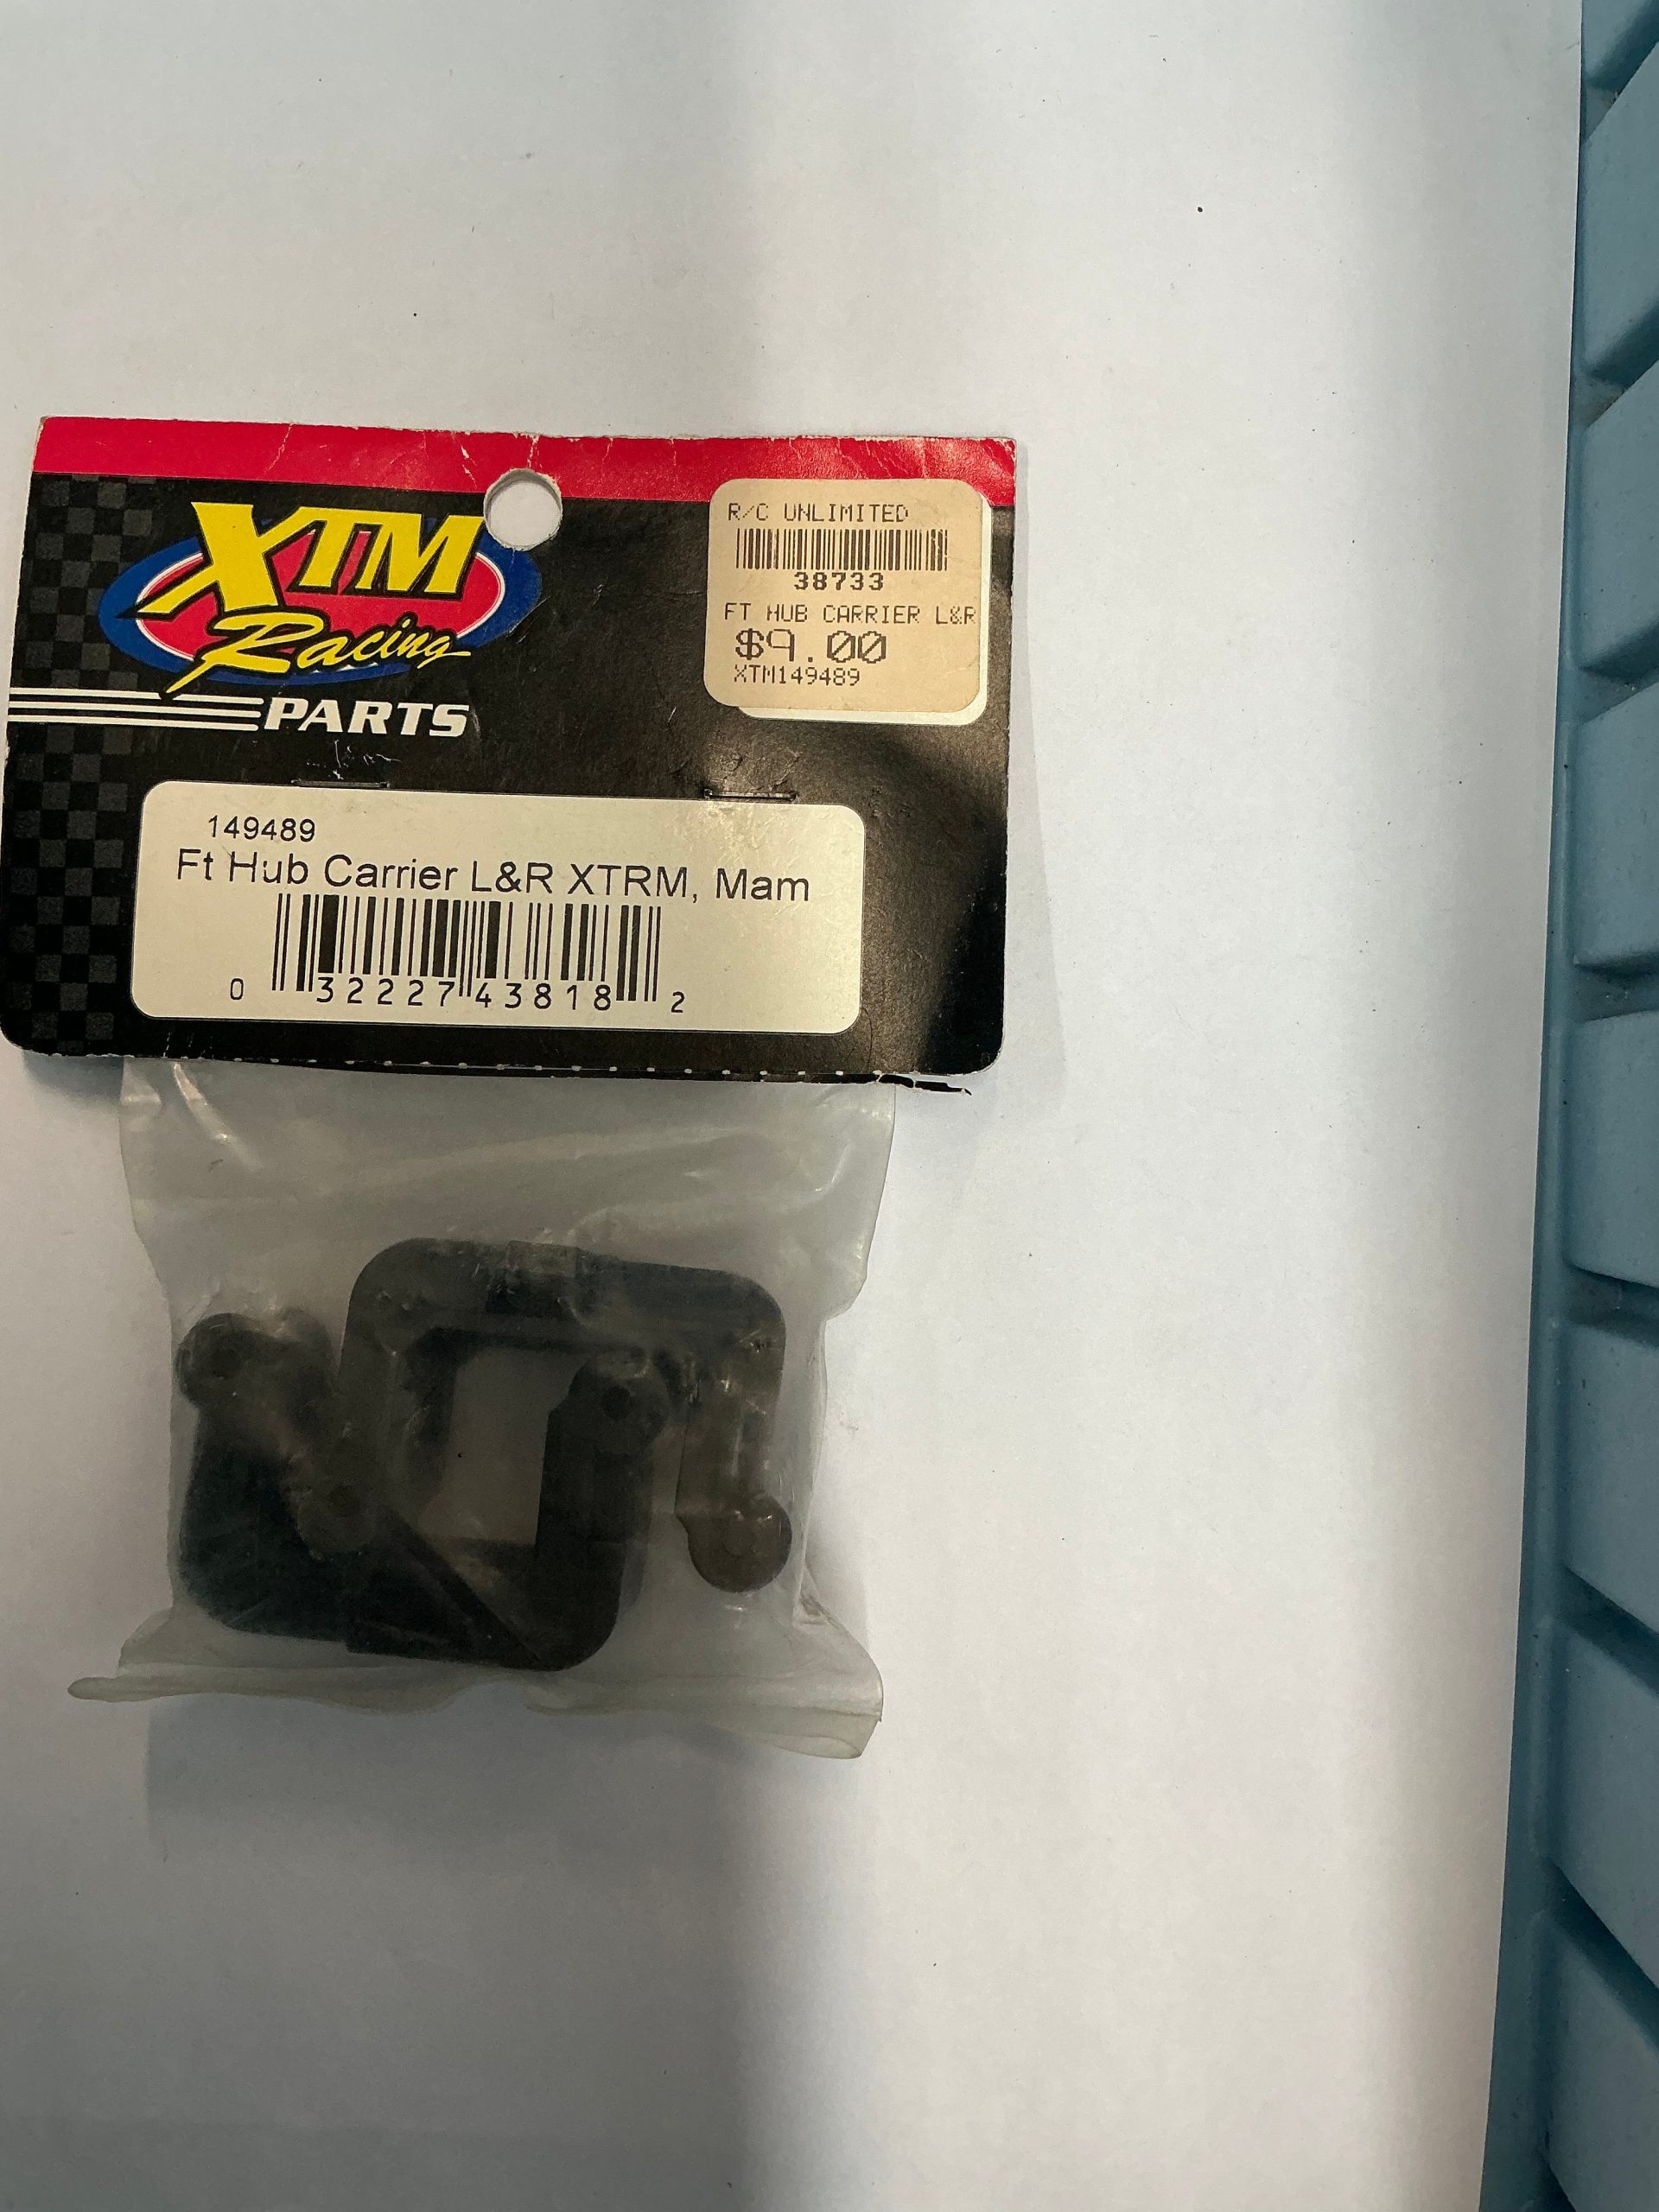 XTM
Racing
PARTS
R/C UNLIMITED
38733
FT HUB CARRIER L&R
$9.00
XTM149489
149489
Ft Hub Carrier L&R XTRM, Mam
0 32227 43818 2